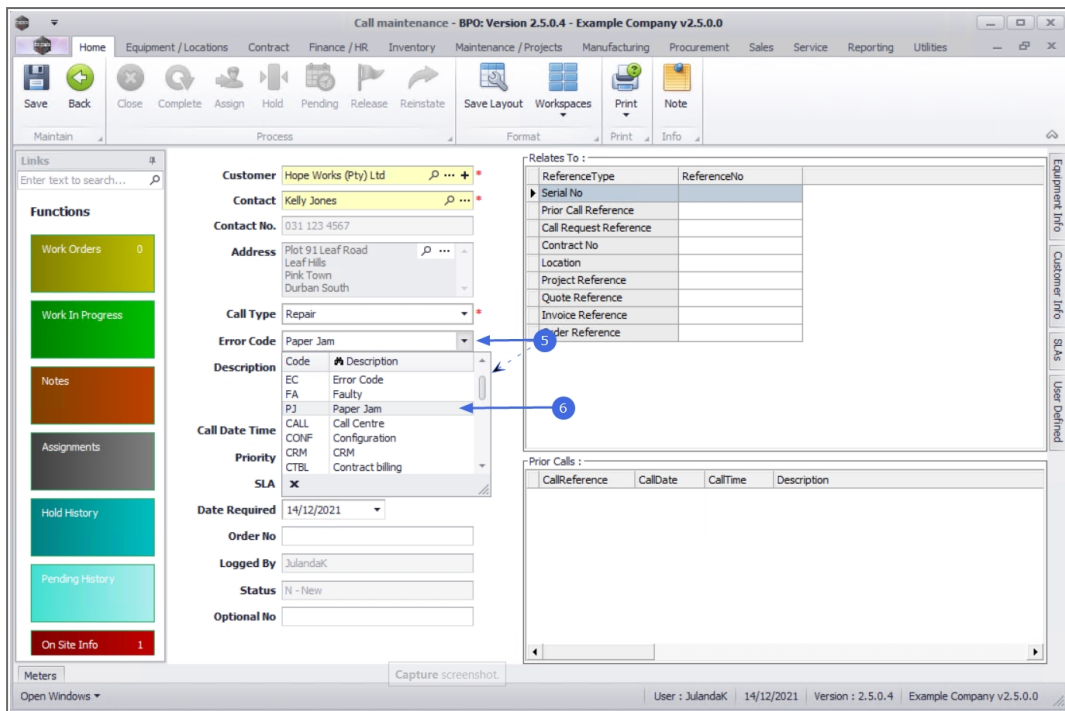 Call maintenance - BPO: Version 2.5.0.4 - Example Company v2.5.0.0
Home Equipment / Locations Contract Finance / HR Inventory Maintenance / Projects Manufacturing Procurement Sales Service Reporting Utilities
Save Back Close Complete Assign Hold Pending Release Reinstate Save Layout Workspaces Print Note
Maintain Process Format Print Info
Links
Enter text to search...
Functions
Work Orders 0
Work In Progress
Notes
Assignments
Hold History
Pending History
On Site Info 1
Customer Hope Works (Pty) Ltd *
Contact Kelly Jones *
Contact No. 031 123 4567
Address Plot 91 Leaf Road
Leaf Hills
Pink Town
Durban South
Call Type Repair *
Error Code Paper Jam
5
Description
Code Description
EC Error Code
FA Faulty
PJ Paper Jam
6
CALL Call Centre
CONF Configuration
CRM CRM
CTBL Contract billing
Call Date Time
Priority
SLA
Date Required 14/12/2021
Order No
Logged By JulandaK
Status N - New
Optional No
Relates To :
ReferenceType ReferenceNo
Serial No
Prior Call Reference
Call Request Reference
Contract No
Location
Project Reference
Quote Reference
Invoice Reference
Reference
Prior Calls :
CallReference CallDate CallTime Description
Equipment Info
Customer Info
SLAs
User Defined
Meters
Capture screenshot.
Open Windows
User : JulandaK 14/12/2021 Version : 2.5.0.4 Example Company v2.5.0.0